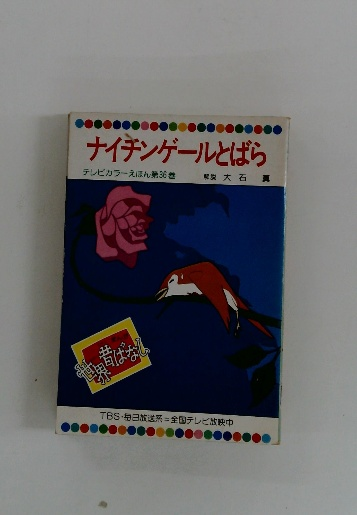 ナイチンゲールとばら
テレビカラーえほん第36巻 解説 大石 真
世界昔ばなし
TBS・毎日放送系=全国テレビ放映中